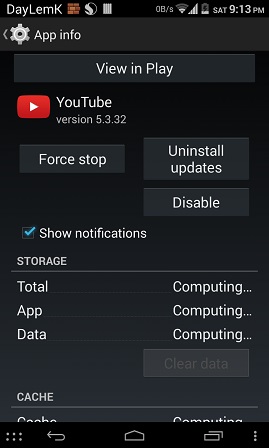 DayLemK 0B/s SAT 9:13 PM
App info
View in Play
YouTube
version 5.3.32
Force stop
Uninstall
updates
Disable
Show notifications
STORAGE
Total Computing...
App Computing...
Data Computing...
Clear data
CACHE
Cache Computing...